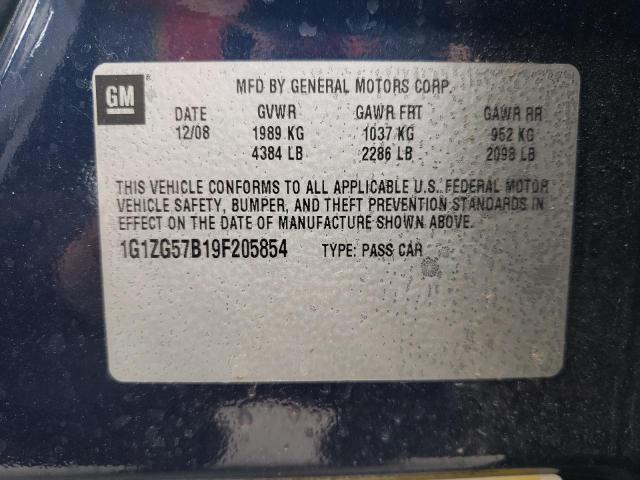 GM
MFD BY GENERAL MOTORS CORP.
DATE GVWR GAWR FRT GAWR RR
12/08 1989 KG 1037 KG 952 KG
4384 LB 2286 LB 2098 LB
THIS VEHICLE CONFORMS TO ALL APPLICABLE U.S. FEDERAL MOTOR
VEHICLE SAFETY, BUMPER, AND THEFT PREVENTION STANDARDS IN
EFFECT ON THE DATE OF MANUFACTURE SHOWN ABOVE.
1G1ZG57B19F205854 TYPE: PASS CAR